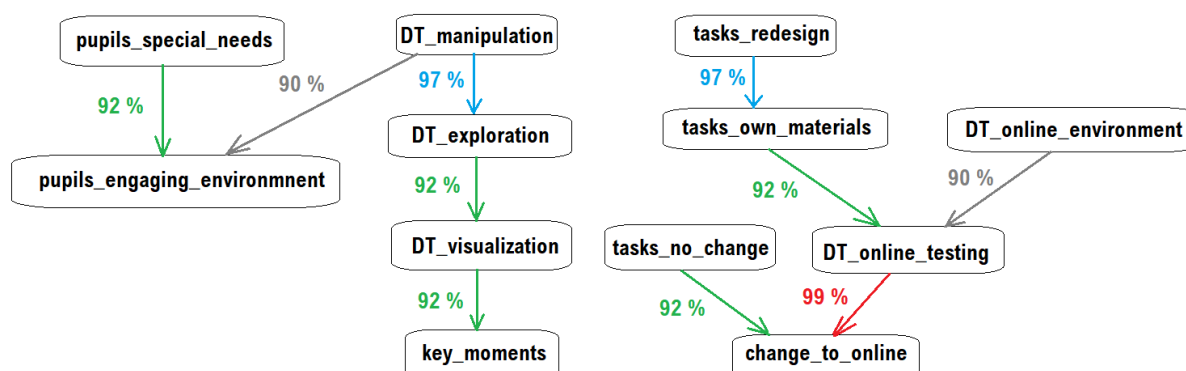 pupils_special_needs
DT_manipulation
tasks_redesign
92 %
90 %
97 %
97 %
DT_exploration
tasks_own_materials
DT_online_environment
pupils_engaging_environmnent
92 %
92 %
90 %
DT_visualization
tasks_no_change
DT_online_testing
92 %
92 %
99 %
key_moments
change_to_online